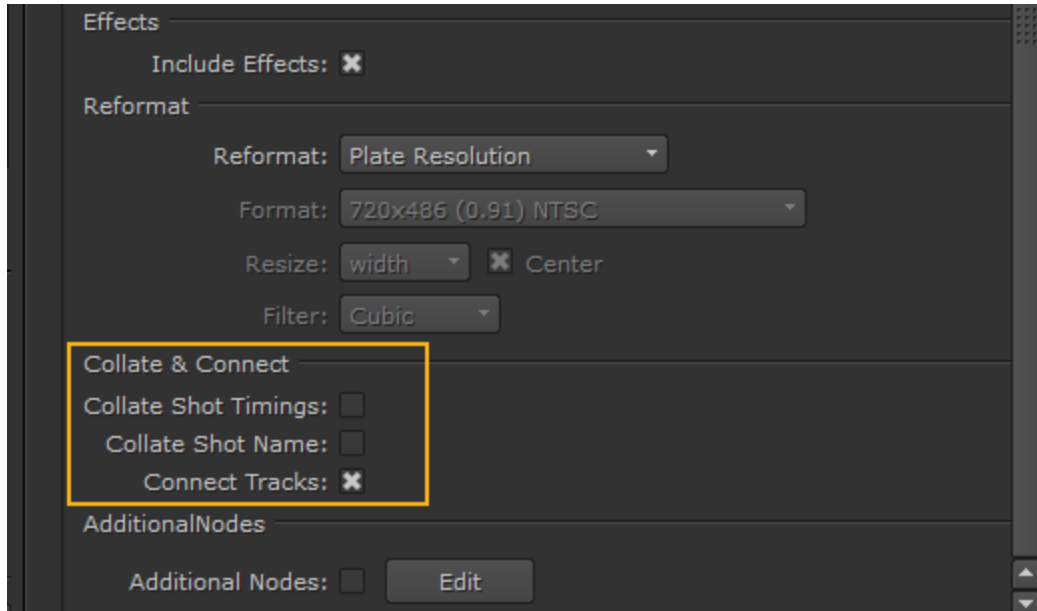 Effects
Include Effects:
Reformat
Reformat: Plate Resolution
Format: 720x486 (0.91) NTSC
Resize: width Center
Filter: Cubic
Collate & Connect
Collate Shot Timings:
Collate Shot Name:
Connect Tracks:
AdditionalNodes
Additional Nodes: Edit